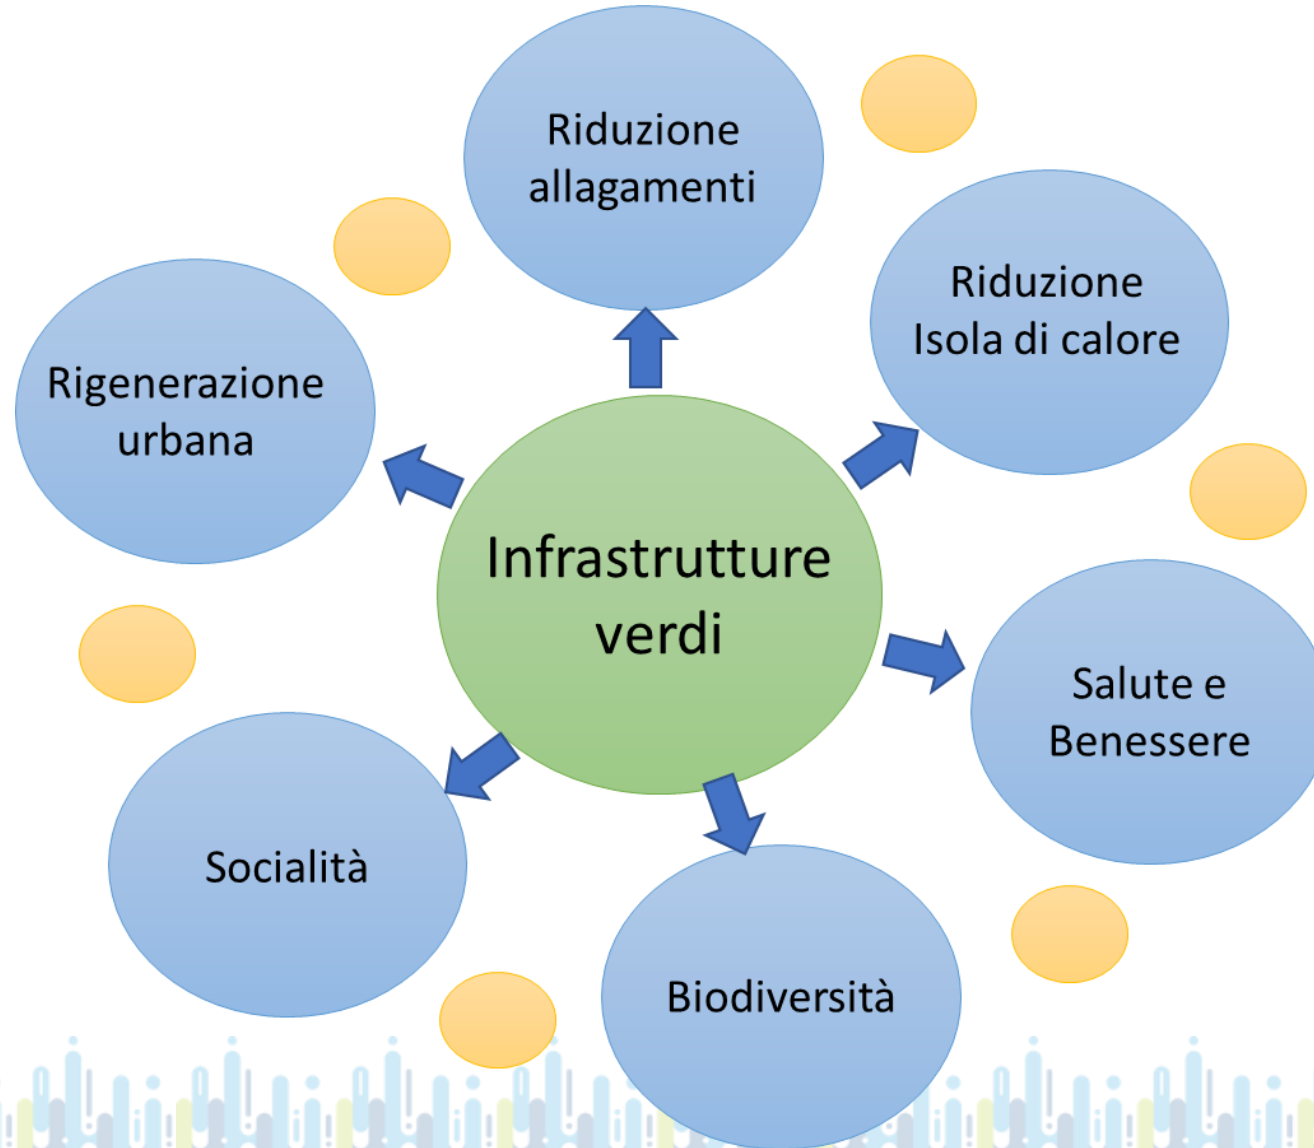 Riduzione
allagamenti
Riduzione
Isola di calore
Rigenerazione
urbana
Infrastrutture
verdi
Salute e
Benessere
Socialità
Biodiversità